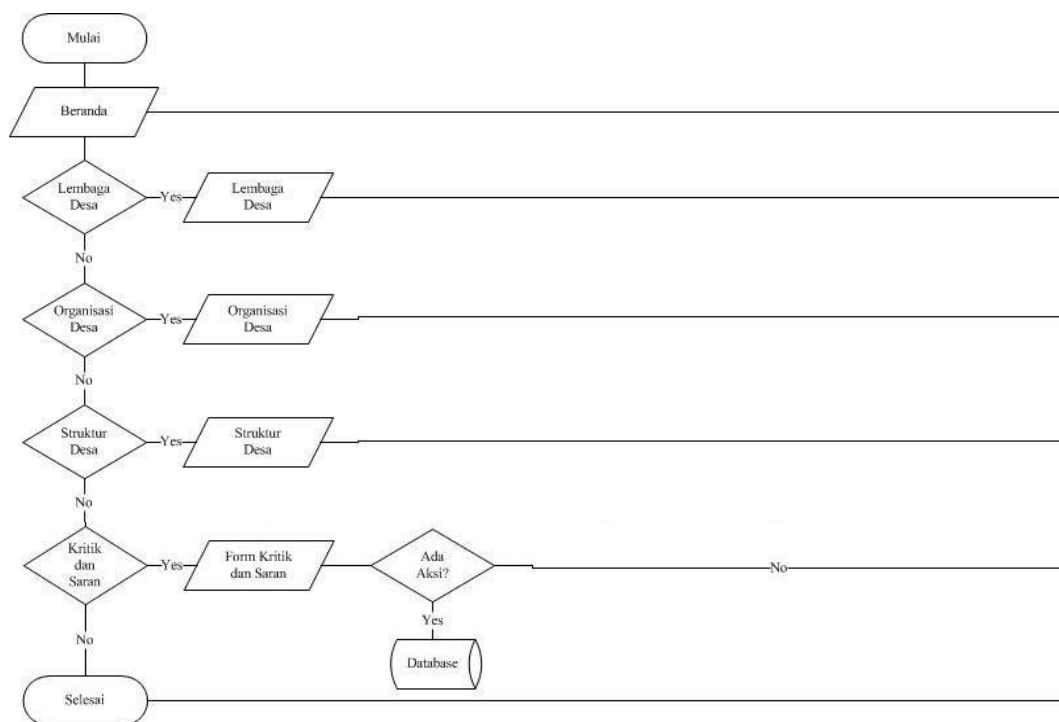 Mulai
Beranda
Lembaga
Desa
Yes
Lembaga
Desa
No
Organisasi
Desa
Yes
Organisasi
Desa
No
Struktur
Desa
Yes
Struktur
Desa
No
Kritik
dan
Saran
Yes
Form Kritik
dan Saran
Ada
Aksi?
No
Yes
Database
No
Selesai